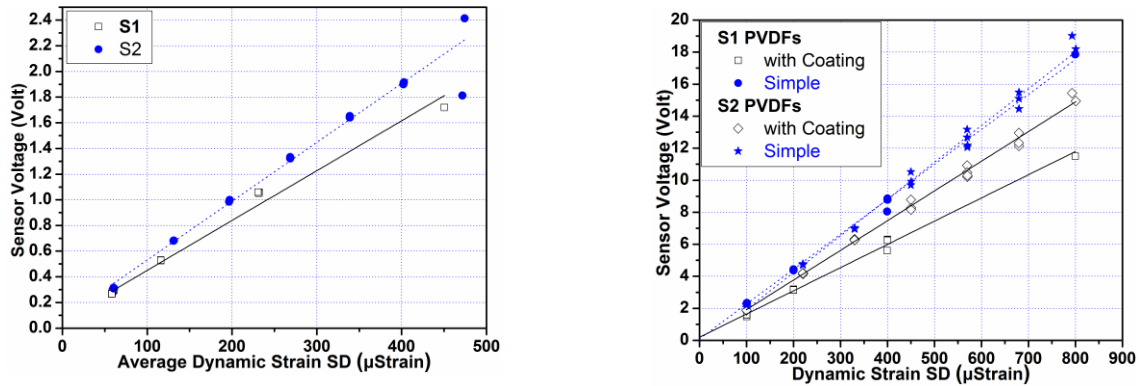 S1
S2
Sensor Voltage (Volt)
2.4
2.2
2.0
1.8
1.6
1.4
1.2
1.0
0.8
0.6
0.4
0.2
0.0
0 100 200 300 400 500
Average Dynamic Strain SD (µStrain)
S1 PVDFs
with Coating
Simple
S2 PVDFs
with Coating
Simple
Sensor Voltage (Volt)
20
18
16
14
12
10
8
6
4
2
0
0 100 200 300 400 500 600 700 800 900
Dynamic Strain SD (µStrain)